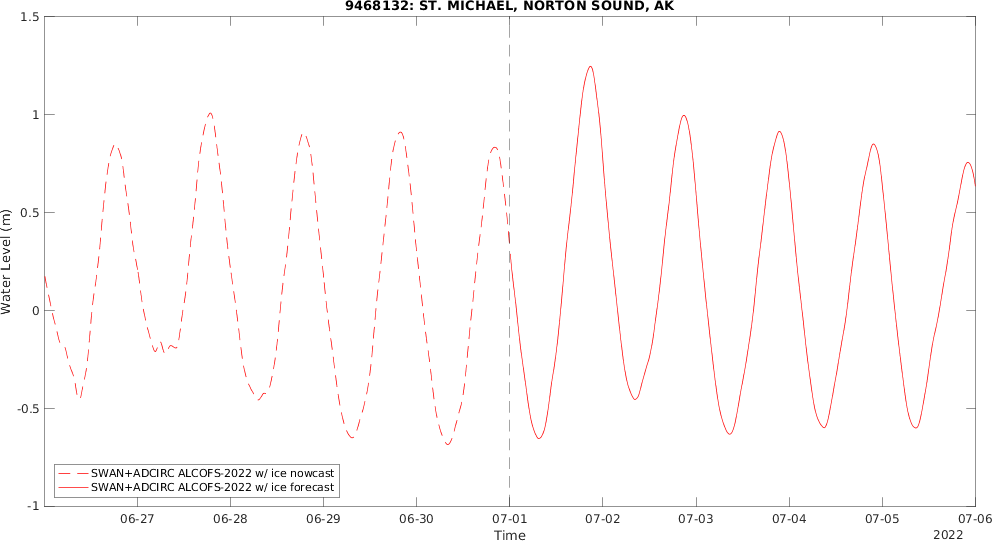 9468132: ST. MICHAEL, NORTON SOUND, AK
1.5
1
0.5
0
-0.5
-1
Water Level (m)
SWAN+ADCIRC ALCOFS-2022 w/ ice nowcast
SWAN+ADCIRC ALCOFS-2022 w/ ice forecast
06-27 06-28 06-29 06-30 07-01 07-02 07-03 07-04 07-05 07-06
Time
2022